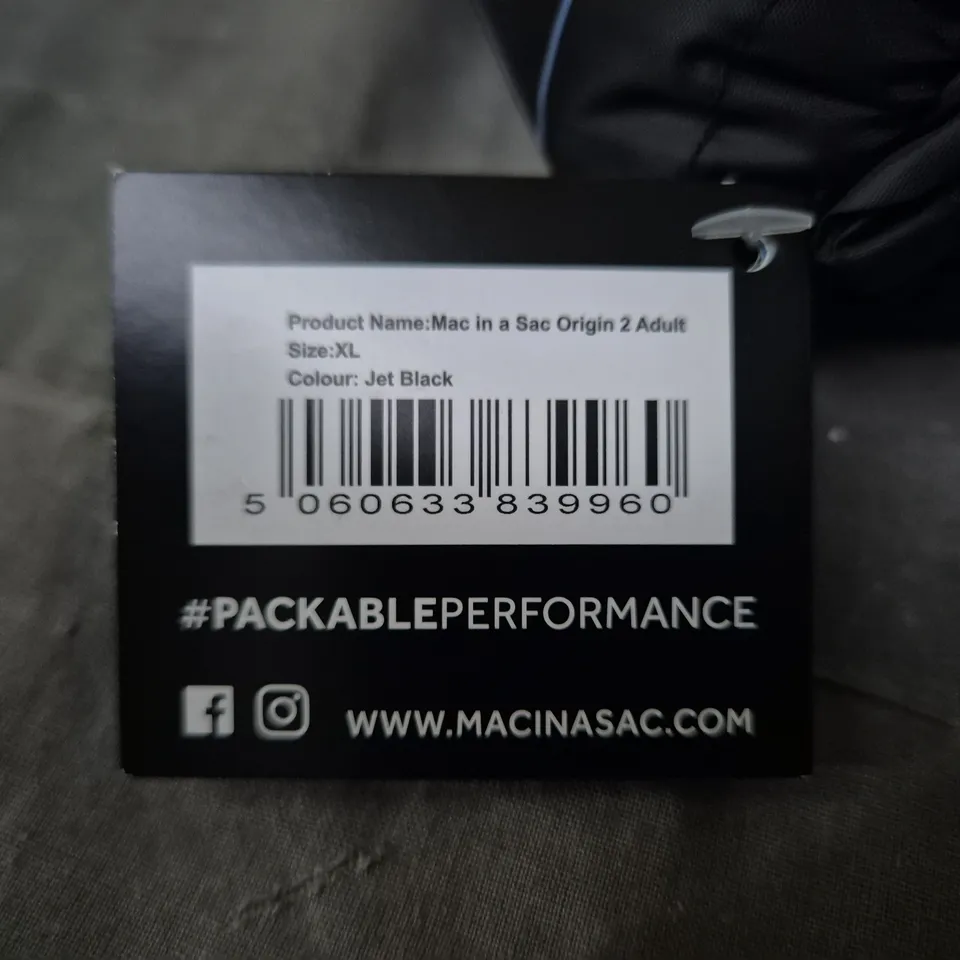 Product Name:Mac in a Sac Origin 2 Adult
Size:XL
Colour: Jet Black
5 060633 839960
#PACKABLEPERFORMANCE
WWW.MACINASAC.COM